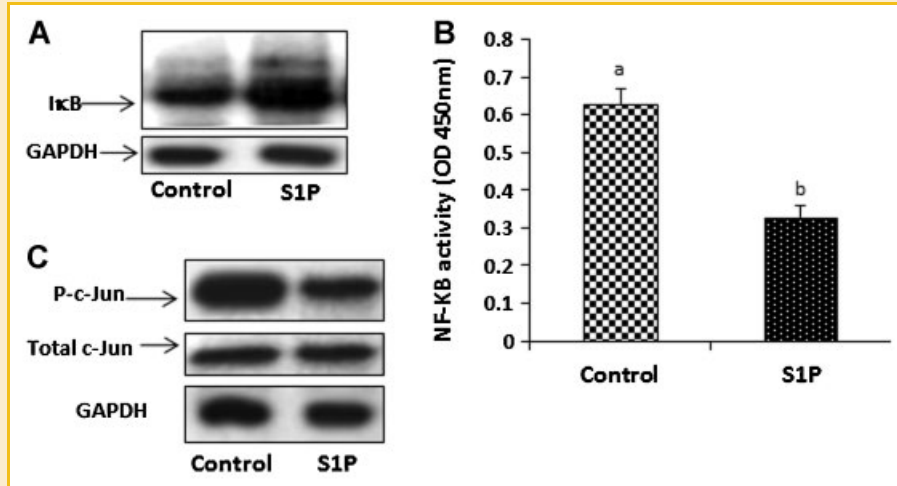 A
IκB
GAPDH
Control S1P
B
NF-KB activity (OD 450nm)
0.8
0.7
0.6
0.5
0.4
0.3
0.2
0.1
0
a
b
Control S1P
C
P-c-Jun
Total c-Jun
GAPDH
Control S1P